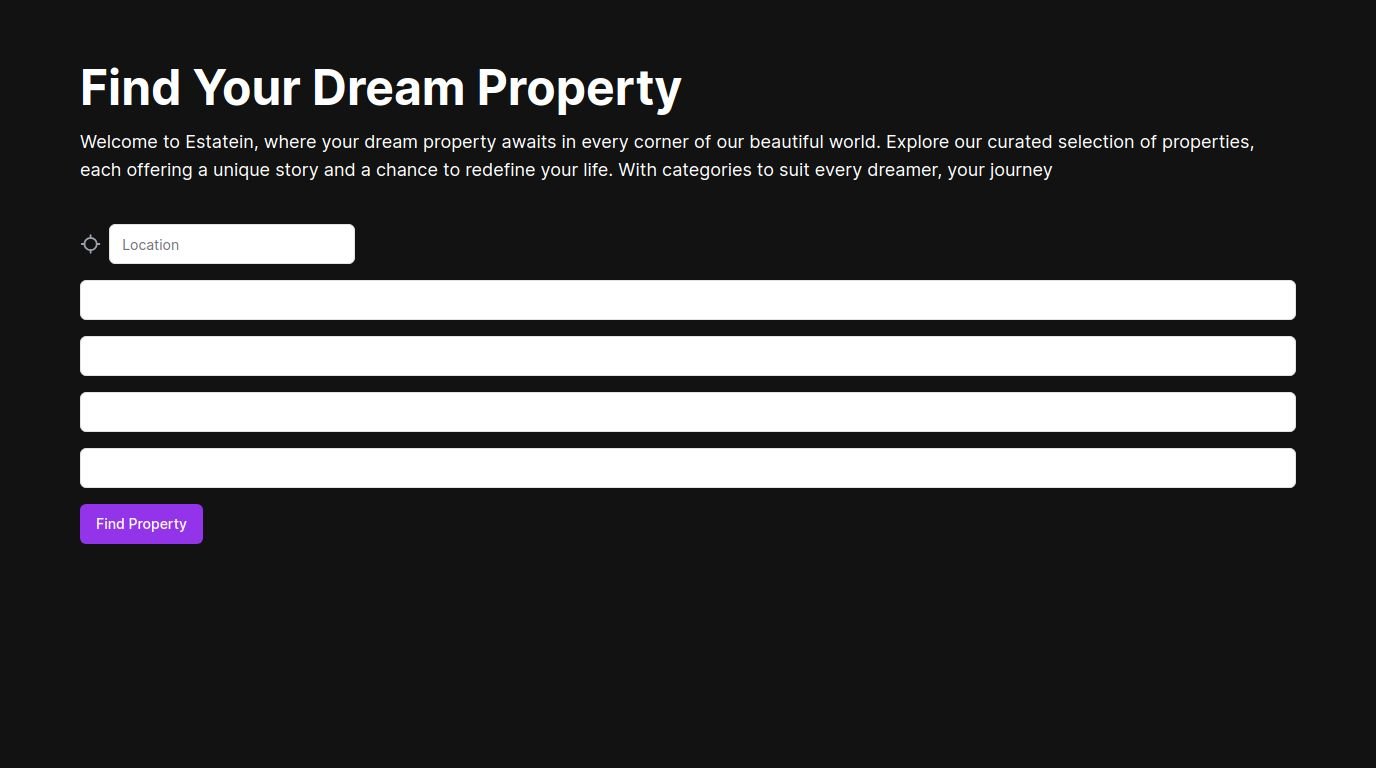 Find Your Dream Property
Welcome to Estatein, where your dream property awaits in every corner of our beautiful world. Explore our curated selection of properties,
each offering a unique story and a chance to redefine your life. With categories to suit every dreamer, your journey
Location
Find Property